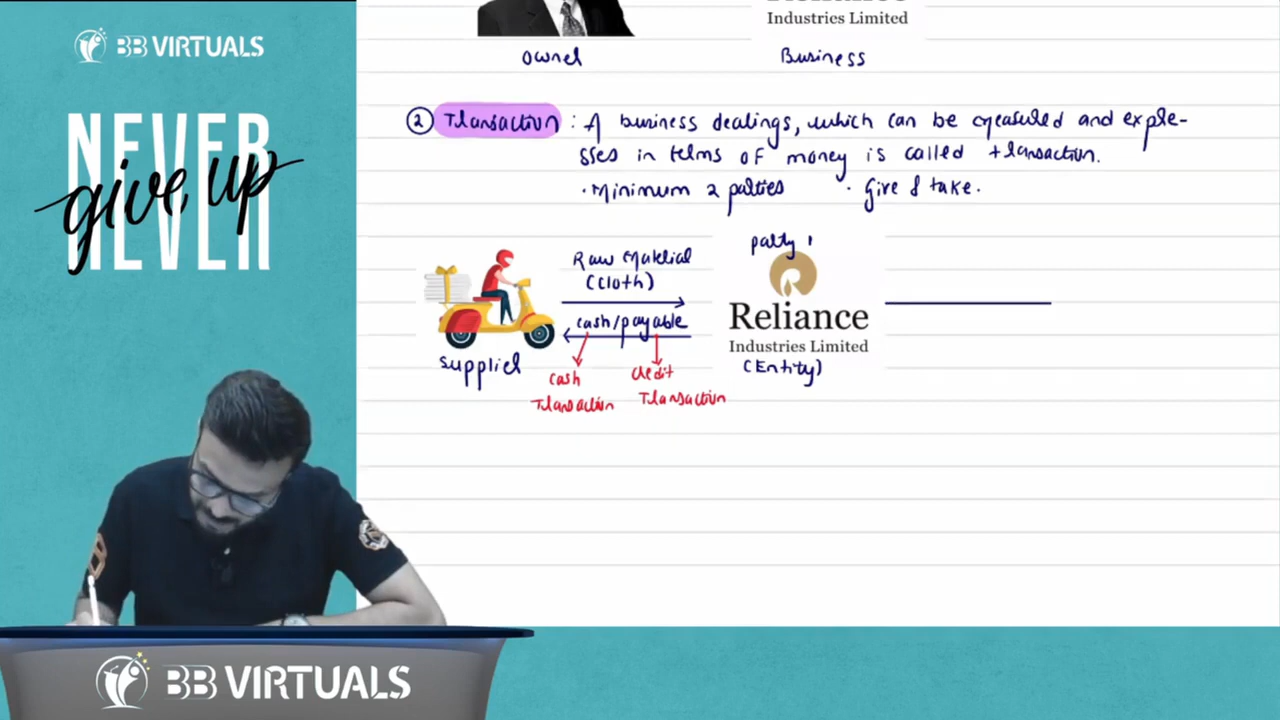 BB VIRTUALS
NEVER
give up
NEVER
Industries Limited
owner
Business
② Transaction : A business dealings, which can be measured and expre-
sses in terms of money is called transaction.
· Minimum 2 parties · Give & take.
Raw Material
(Cloth)
cash/payable
party 1
Reliance
Industries Limited
(Entity)
supplier
cash
Transaction
credit
Transaction
BB VIRTUALS